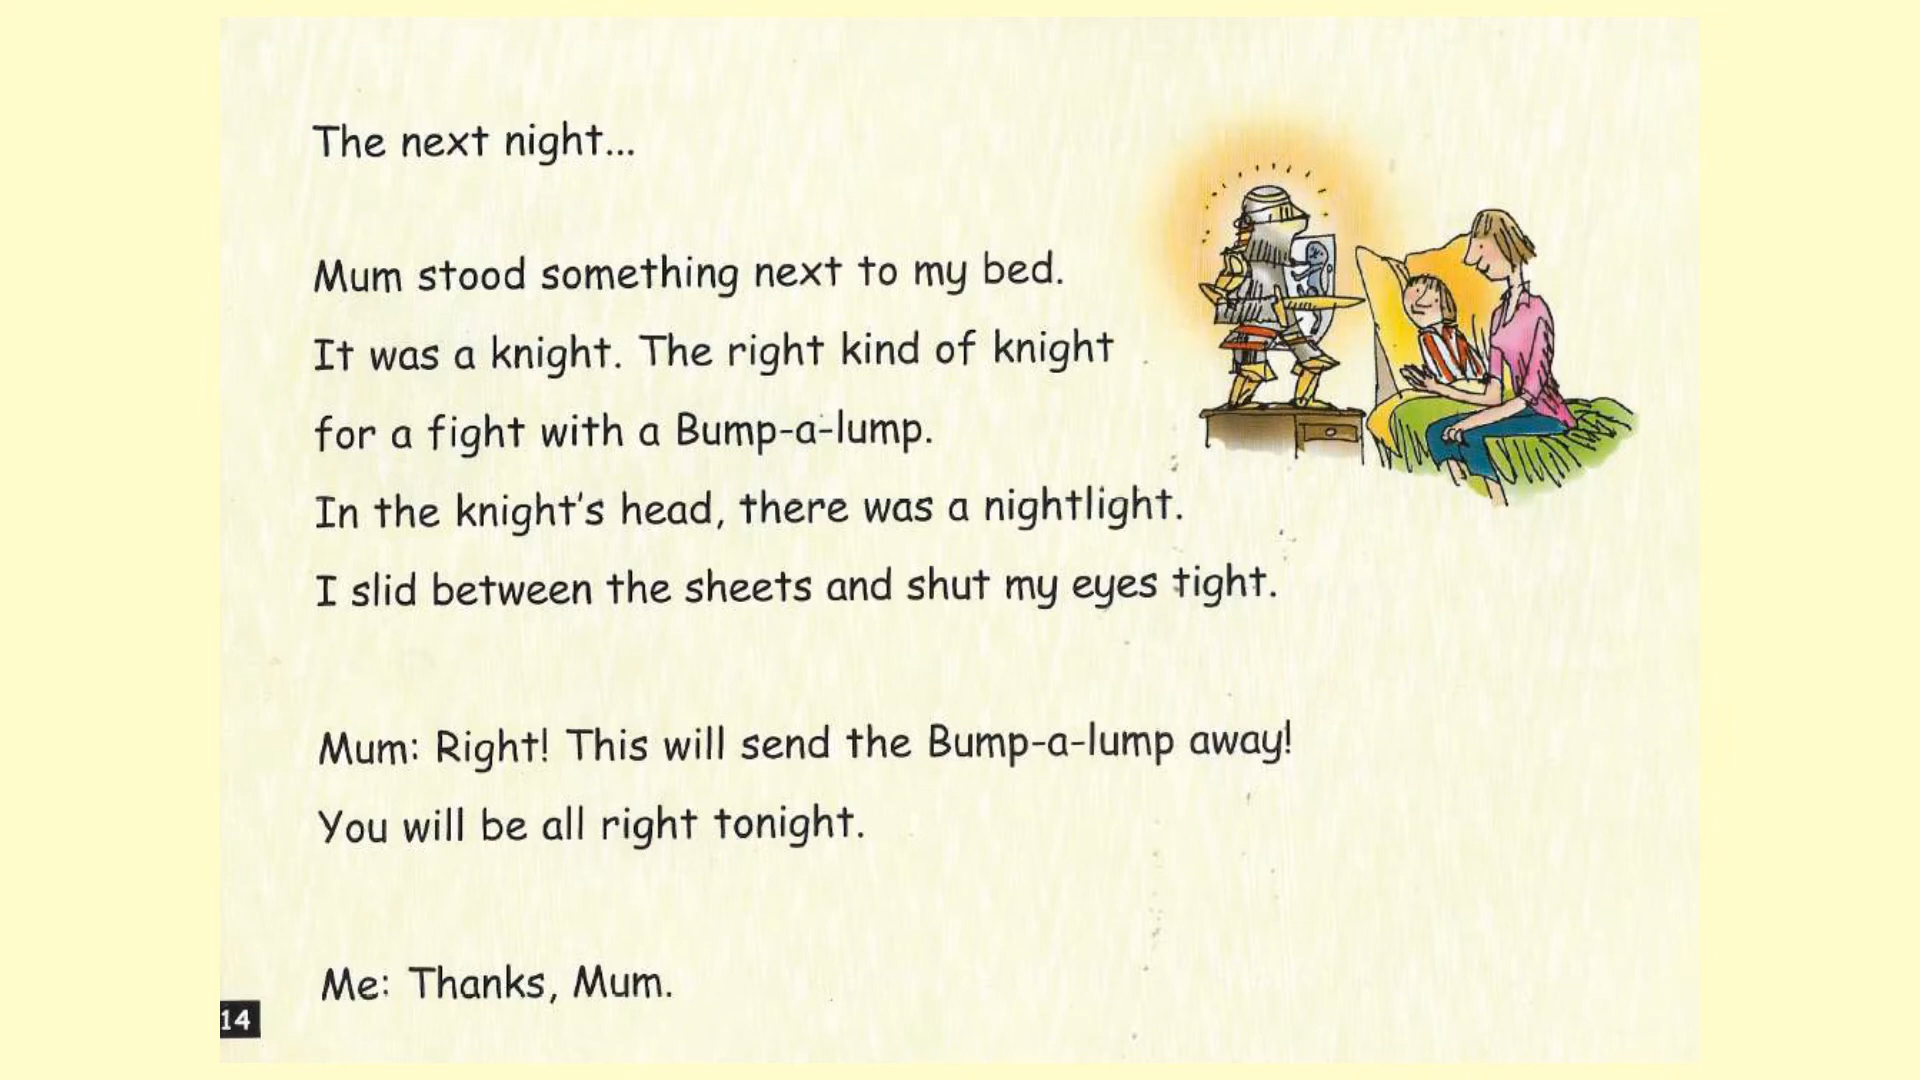 The next night...
Mum stood something next to my bed.
It was a knight. The right kind of knight
for a fight with a Bump-a-lump.
In the knight's head, there was a nightlight.
I slid between the sheets and shut my eyes tight.
Mum: Right! This will send the Bump-a-lump away!
You will be all right tonight.
Me: Thanks, Mum.
14